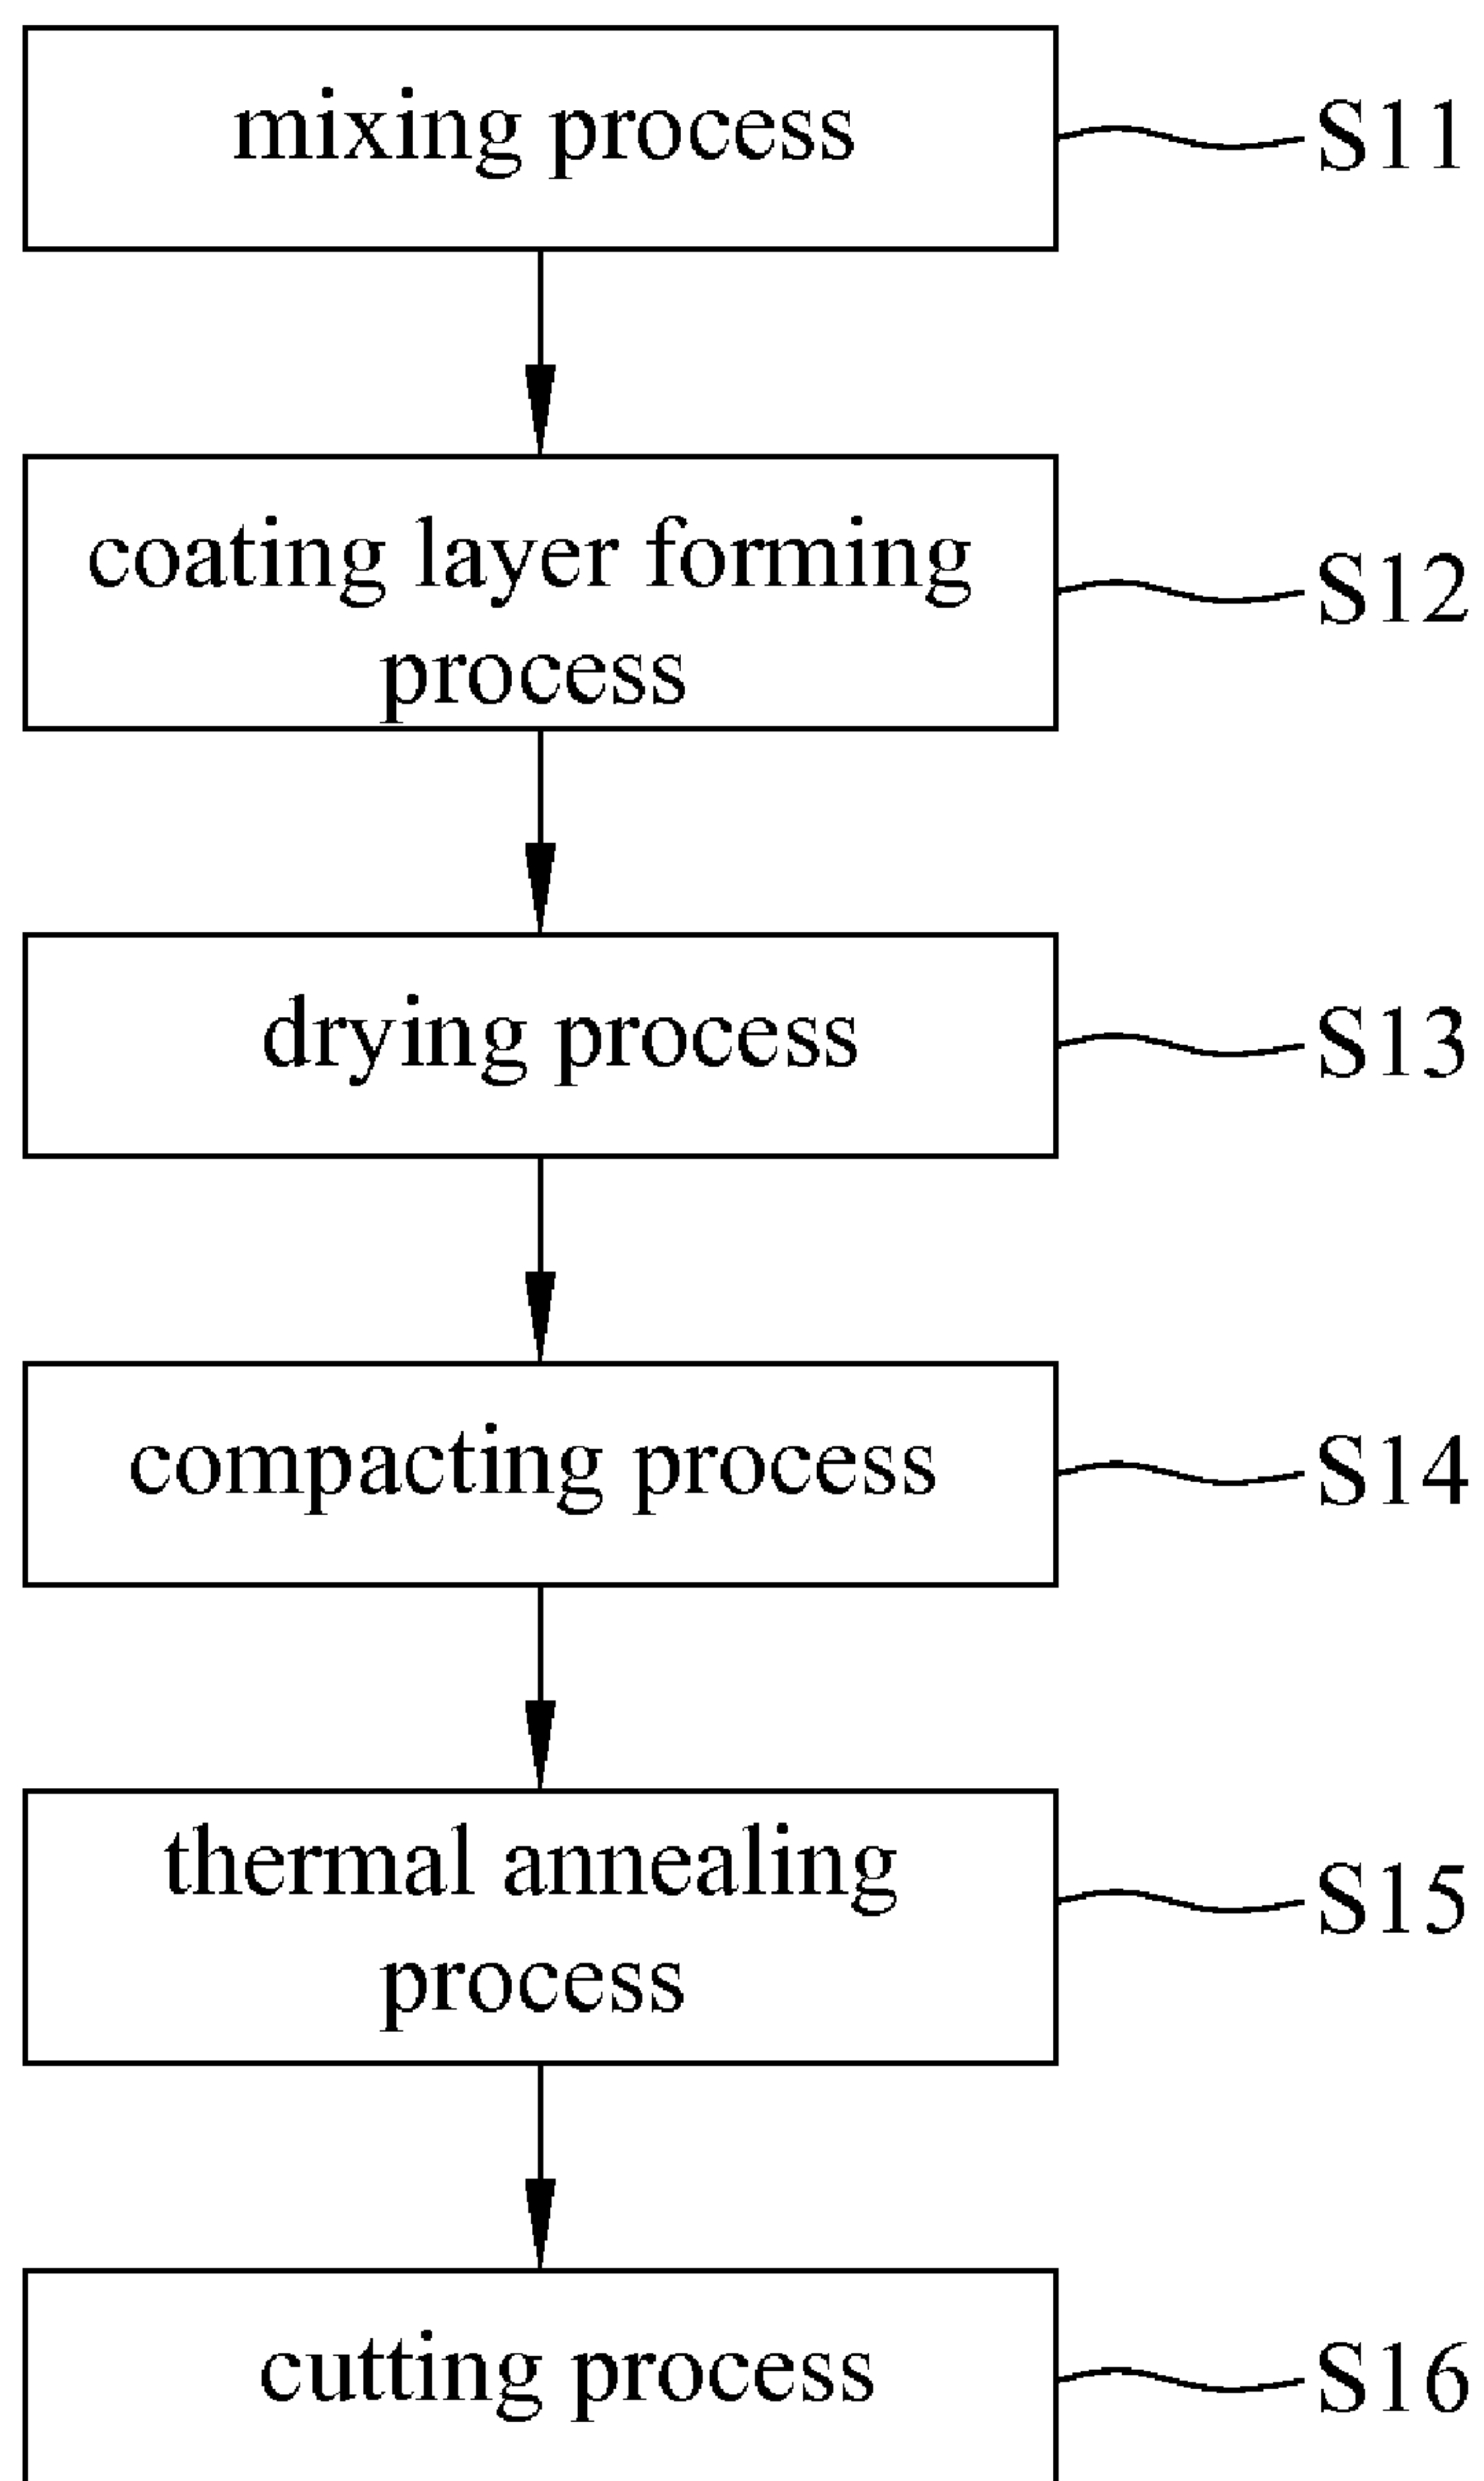 mixing process
S11
coating layer forming
process
S12
drying process
S13
compacting process
S14
thermal annealing
process
S15
cutting process
S16